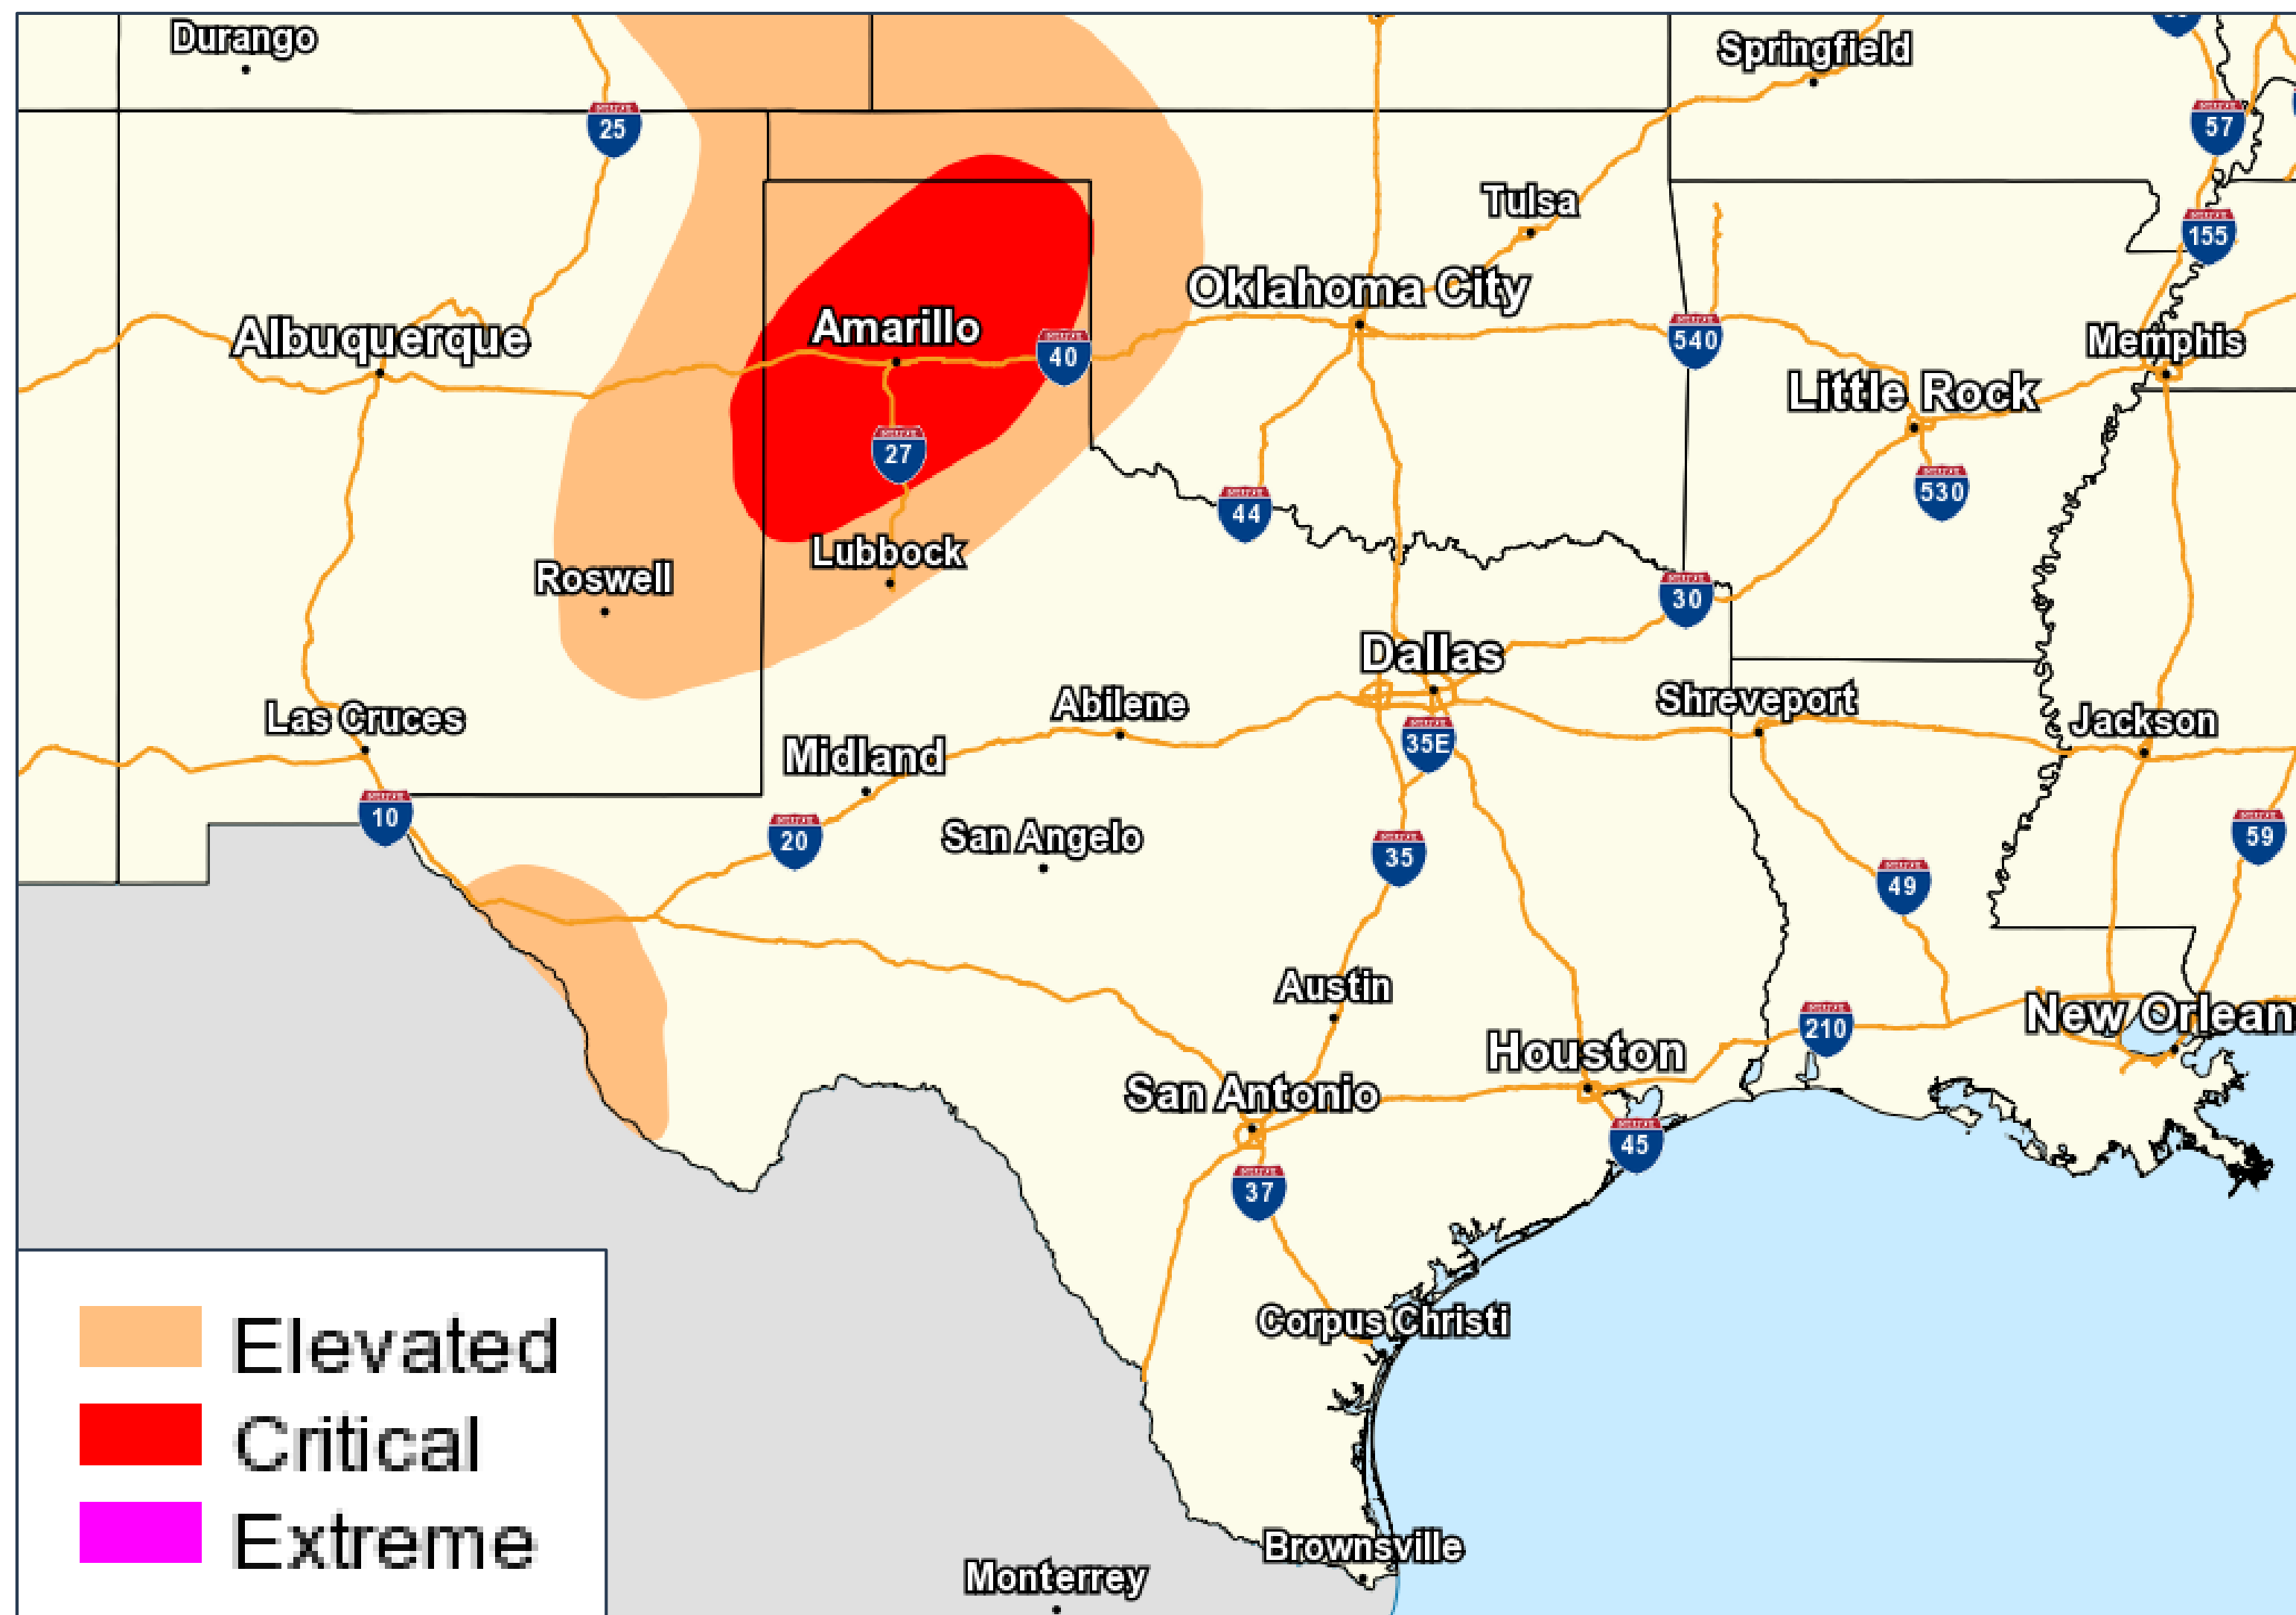 Durango
Springfield
25
57
Tulsa
155
Oklahoma City
Albuquerque
Amarillo
40
540
Memphis
Little Rock
27
530
44
Lubbock
Roswell
30
Dallas
Abilene
Shreveport
Las Cruces
Jackson
35E
Midland
10
20
San Angelo
35
59
49
Austin
New Orlean
210
Houston
San Antonio
45
37
Corpus Christi
Elevated
Critical
Extreme
Brownsville
Monterrey